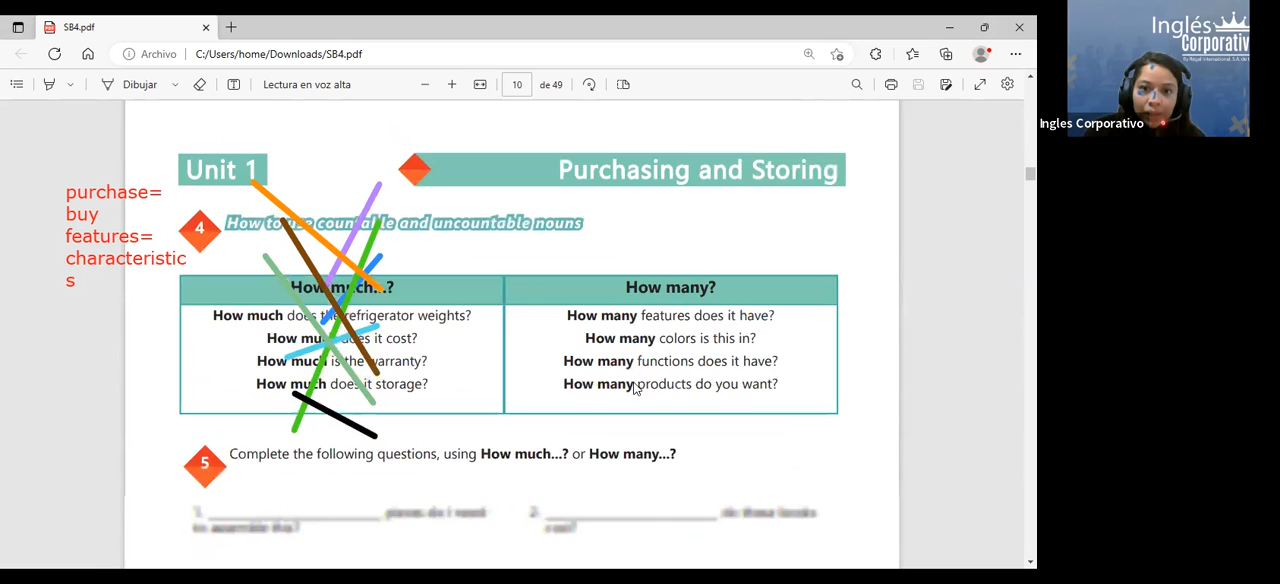 SB4.pdf
Archivo
C:/Users/home/Downloads/SB4.pdf
Dibujar
Lectura en voz alta
10
de 49
Inglés
Corporativ
Ingles Corporativo
Unit 1
Purchasing and Storing
purchase=
buy
features=
characteristic
s
4
How to use countable and uncountable nouns
How much...?
How many?
How much does the refrigerator weights?
How much does it cost?
How much is the warranty?
How much does it storage?
How many features does it have?
How many colors is this in?
How many functions does it have?
How many products do you want?
5
Complete the following questions, using How much...? or How many...?
1.
2.